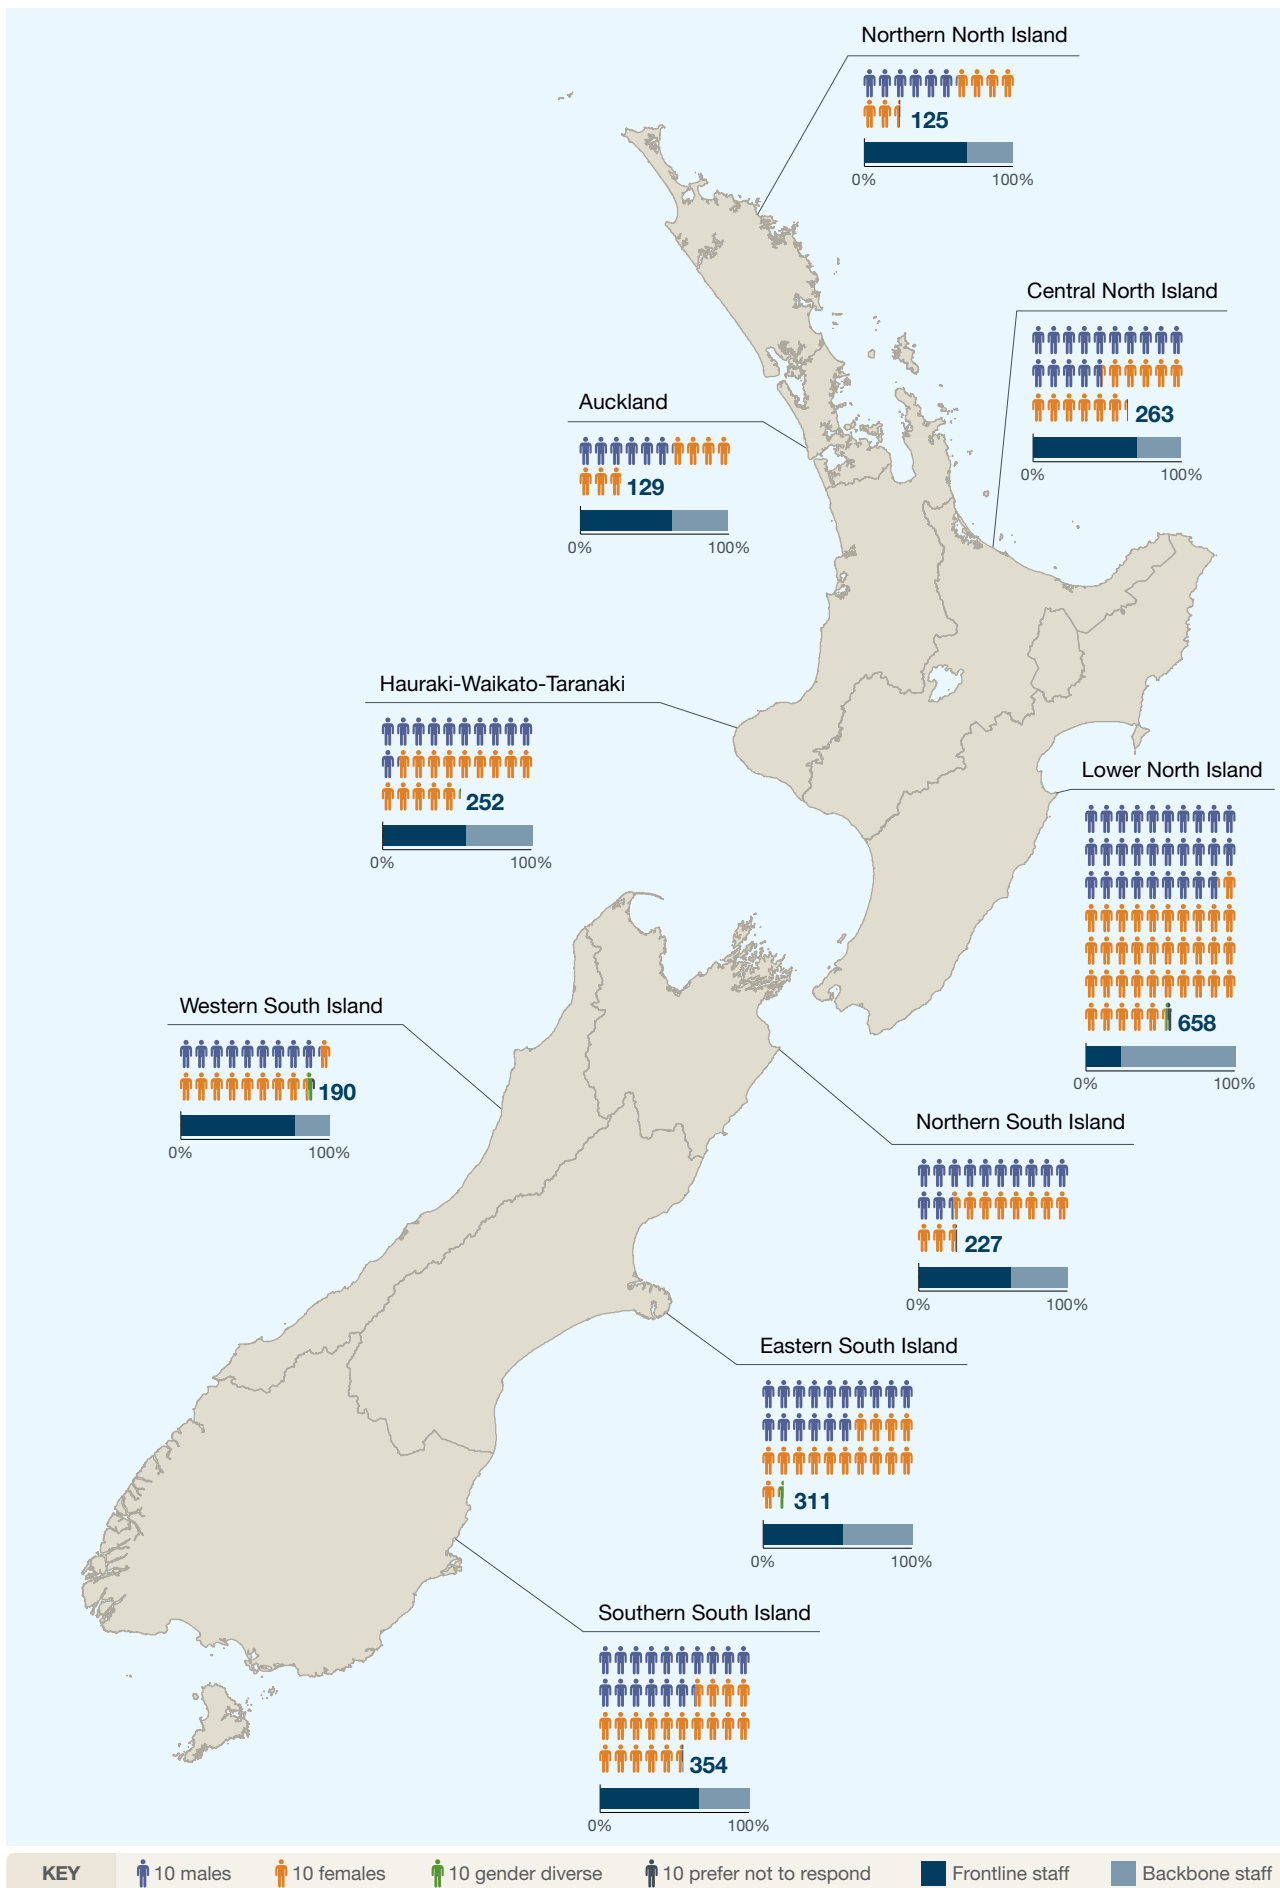 Northern North Island
125
0% 100%
Central North Island
263
0% 100%
Auckland
129
0% 100%
Hauraki-Waikato-Taranaki
252
0% 100%
Lower North Island
658
0% 100%
Western South Island
190
0% 100%
Northern South Island
227
0% 100%
Eastern South Island
311
0% 100%
Southern South Island
354
0% 100%
KEY 10 males 10 females 10 gender diverse 10 prefer not to respond Frontline staff Backbone staff